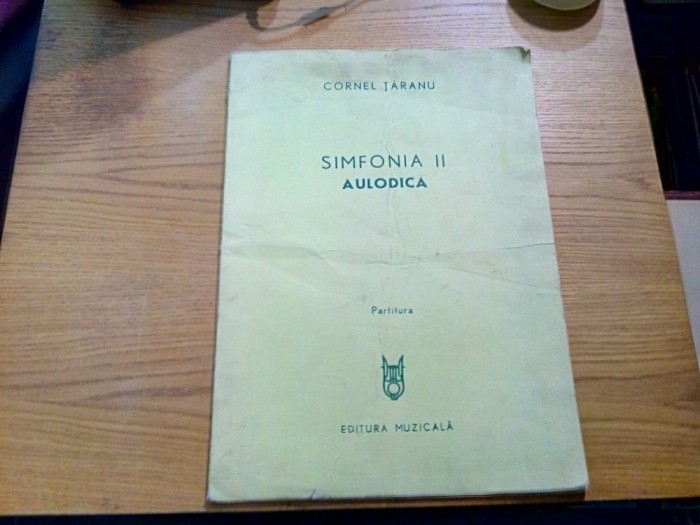 CORNEL ȚĂRANU
SIMFONIA II
AULODICA
Partitura
EDITURA MUZICALĂ